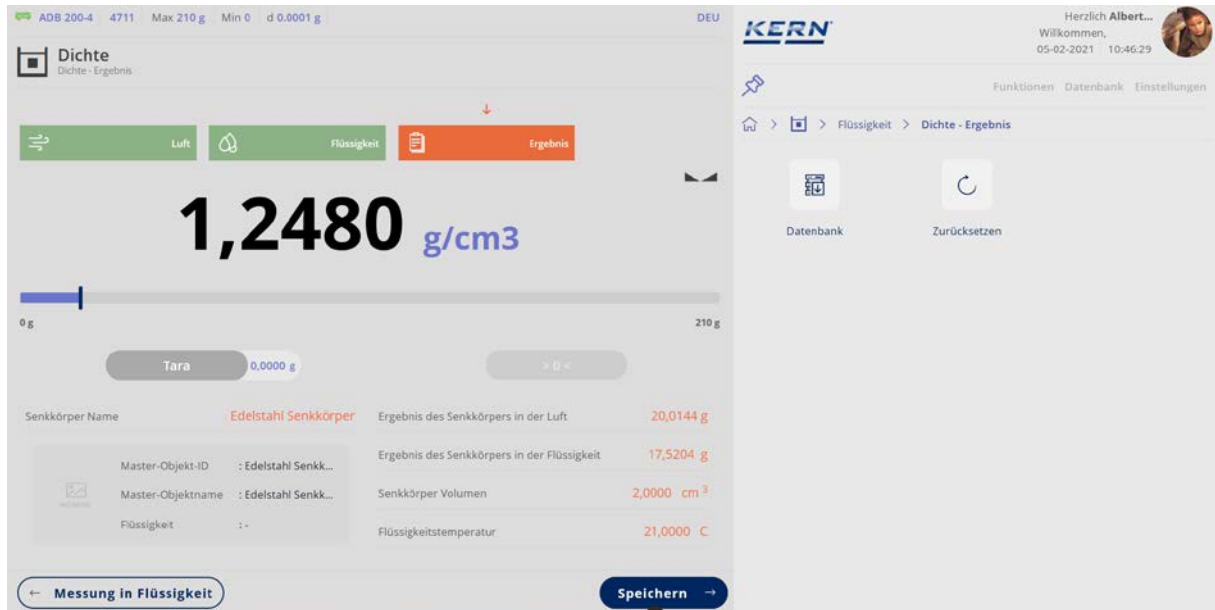 ADB 200-4 4711 Max 210 g Min 0 d 0.0001 g DEU
Dichte
Dichte - Ergebnis
Luft
Flüssigkeit
Ergebnis
1,2480 g/cm3
0 g 210 g
Tara 0,0000 g
> 0 <
Senkkörper Name Edelstahl Senkkörper
Master-Objekt-ID : Edelstahl Senkk...
Master-Objektname : Edelstahl Senkk...
Flüssigkeit : -
Ergebnis des Senkkörpers in der Luft 20,0144 g
Ergebnis des Senkkörpers in der Flüssigkeit 17,5204 g
Senkkörper Volumen 2,0000 cm³
Flüssigkeitstemperatur 21,0000 C
← Messung in Flüssigkeit
Speichern →
KERN
Herzlich Albert...
Willkommen,
05-02-2021 10:46:29
Funktionen Datenbank Einstellungen
> > Flüssigkeit > Dichte - Ergebnis
Datenbank
Zurücksetzen